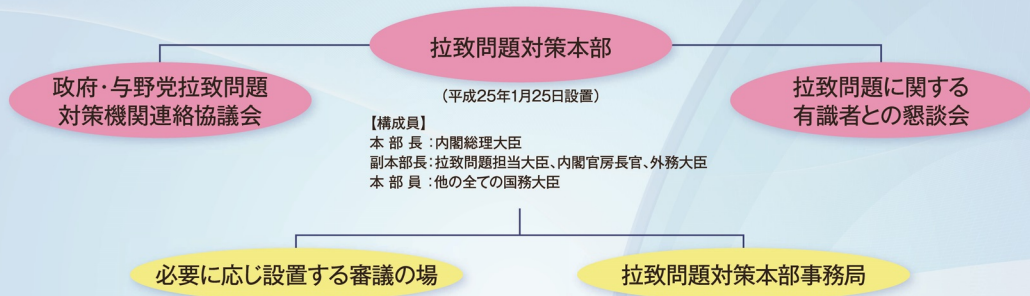 拉致問題対策本部
政府・与野党拉致問題
対策機関連絡協議会
拉致問題に関する
有識者との懇談会
(平成25年1月25日設置)
【構成員】
本 部 長 :内閣総理大臣
副本部長:拉致問題担当大臣、内閣官房長官、外務大臣
本 部 員 :他の全ての国務大臣
必要に応じ設置する審議の場
拉致問題対策本部事務局